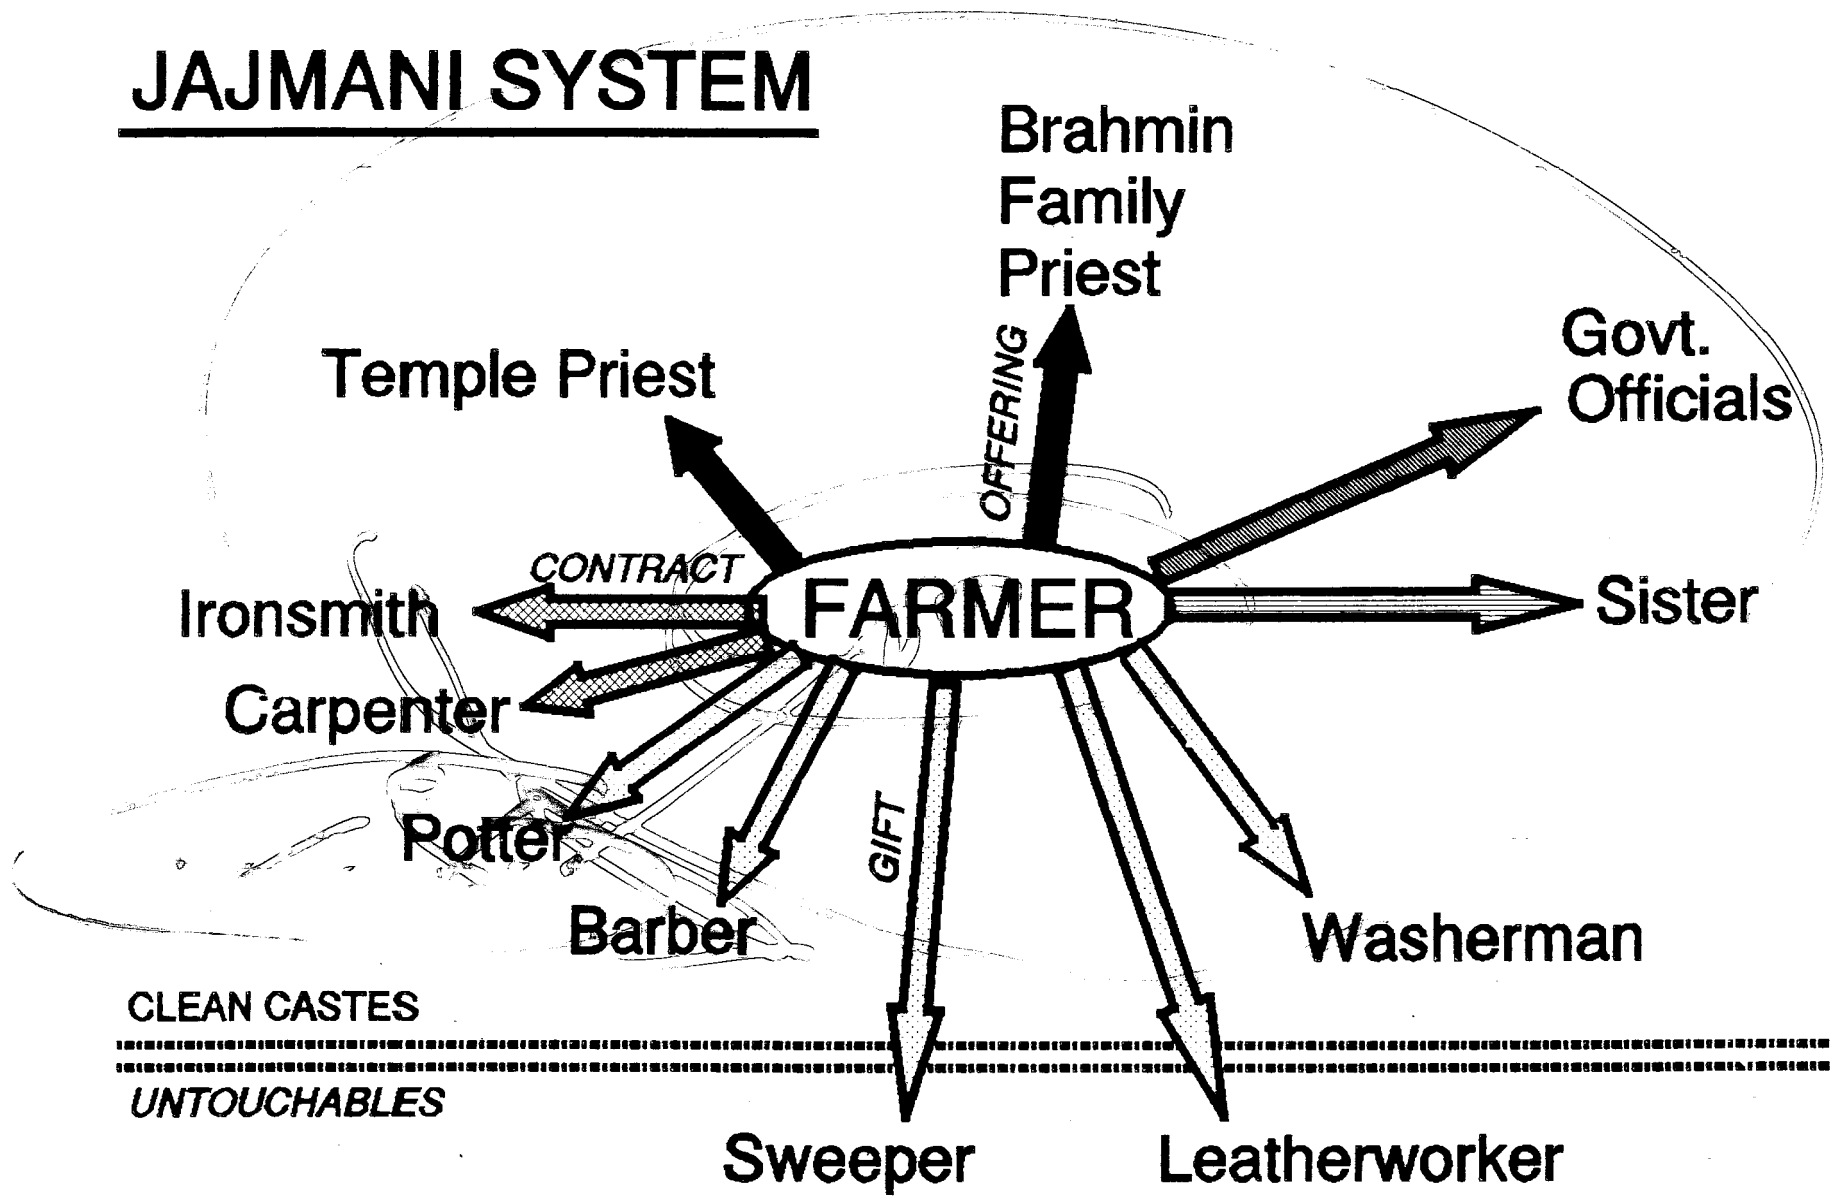 JAJMANI SYSTEM
Brahmin
Family
Priest
Govt.
Officials
Temple Priest
OFFERING
CONTRACT
Ironsmith
FARMER
Sister
Carpenter
Potter
GIFT
Barber
Washerman
CLEAN CASTES
UNTOUCHABLES
Sweeper
Leatherworker